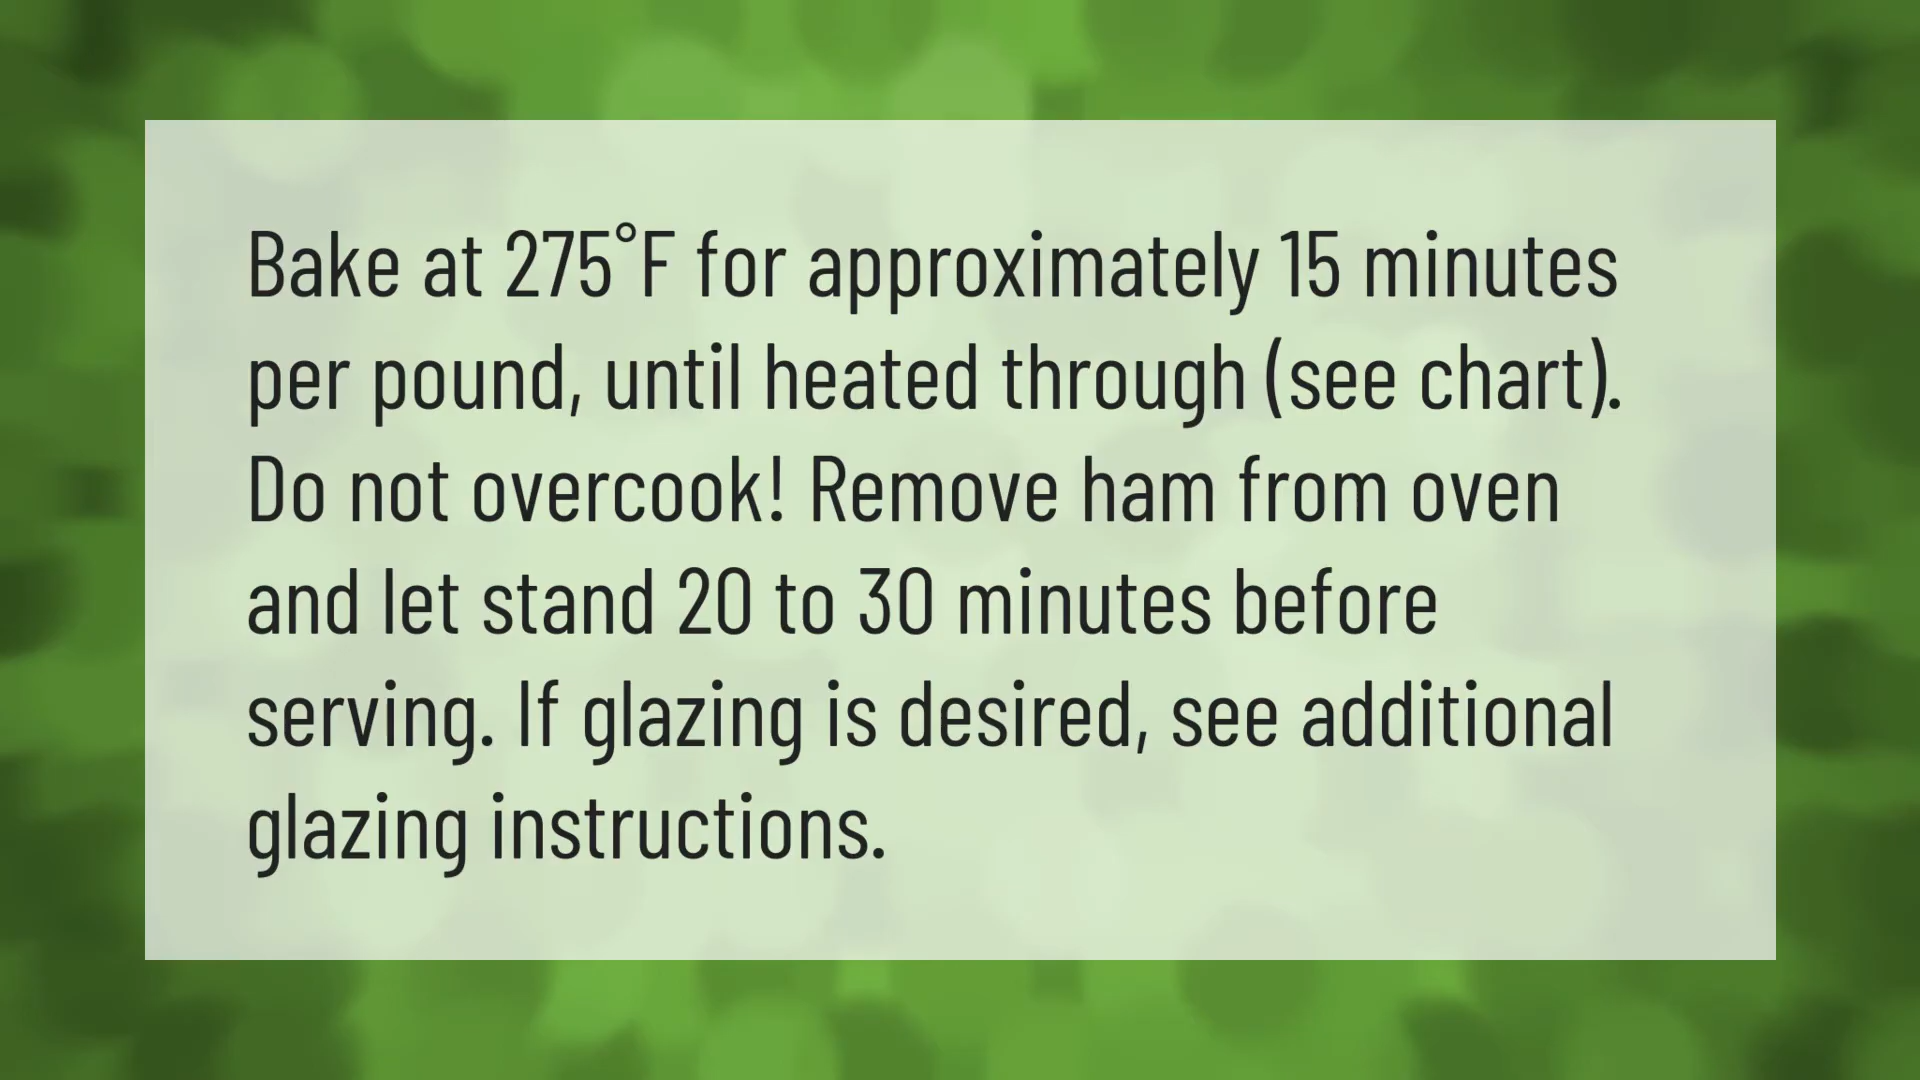 Bake at 275°F for approximately 15 minutes
per pound, until heated through (see chart).
Do not overcook! Remove ham from oven
and let stand 20 to 30 minutes before
serving. If glazing is desired, see additional
glazing instructions.